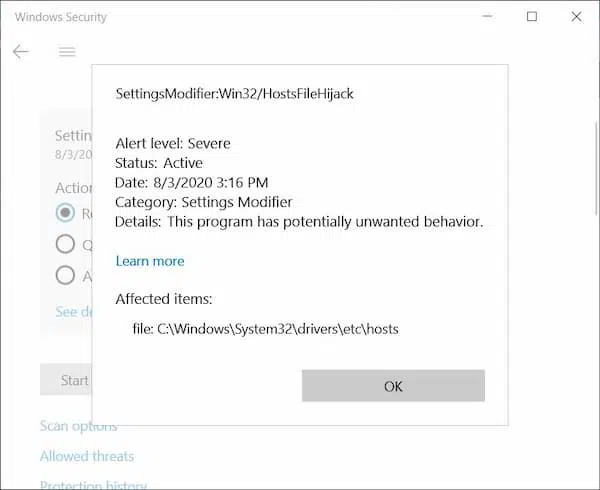 Windows Security
SettingsModifier:Win32/HostsFileHijack
Settin
8/3/20
Alert level: Severe
Status: Active
Date: 8/3/2020 3:16 PM
Category: Settings Modifier
Details: This program has potentially unwanted behavior.
Action
Re
Q
A
Learn more
See de
Affected items:
file: C:\Windows\System32\drivers\etc\hosts
Start
OK
Scan options
Allowed threats
Protection history